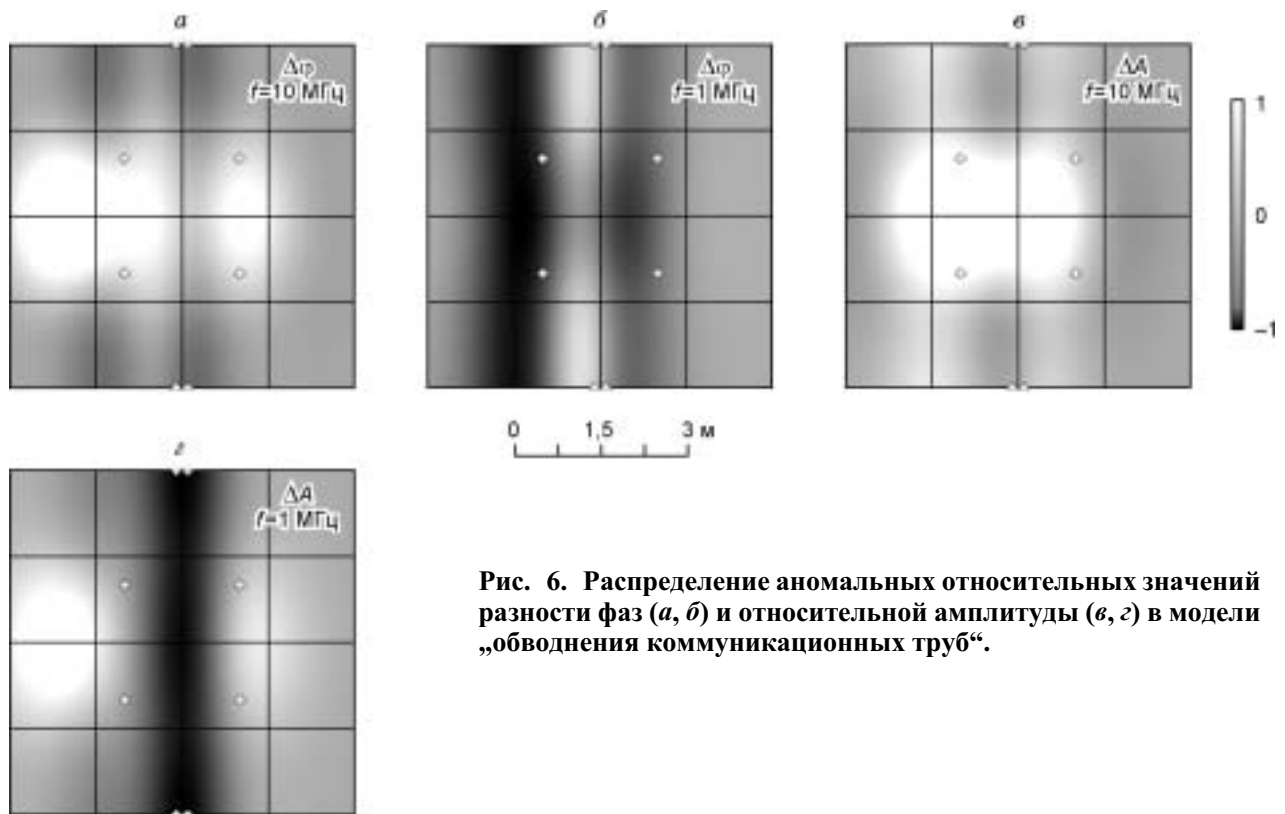 а
б
в
Δφ
f=10 МГц
Δφ
f=1 МГц
ΔA
f=10 МГц
1
0
−1
0 1,5 3 м
г
ΔA
f=1 МГц
Рис. 6. Распределение аномальных относительных значений
разности фаз (а, б) и относительной амплитуды (в, г) в модели
„обводнения коммуникационных труб“.